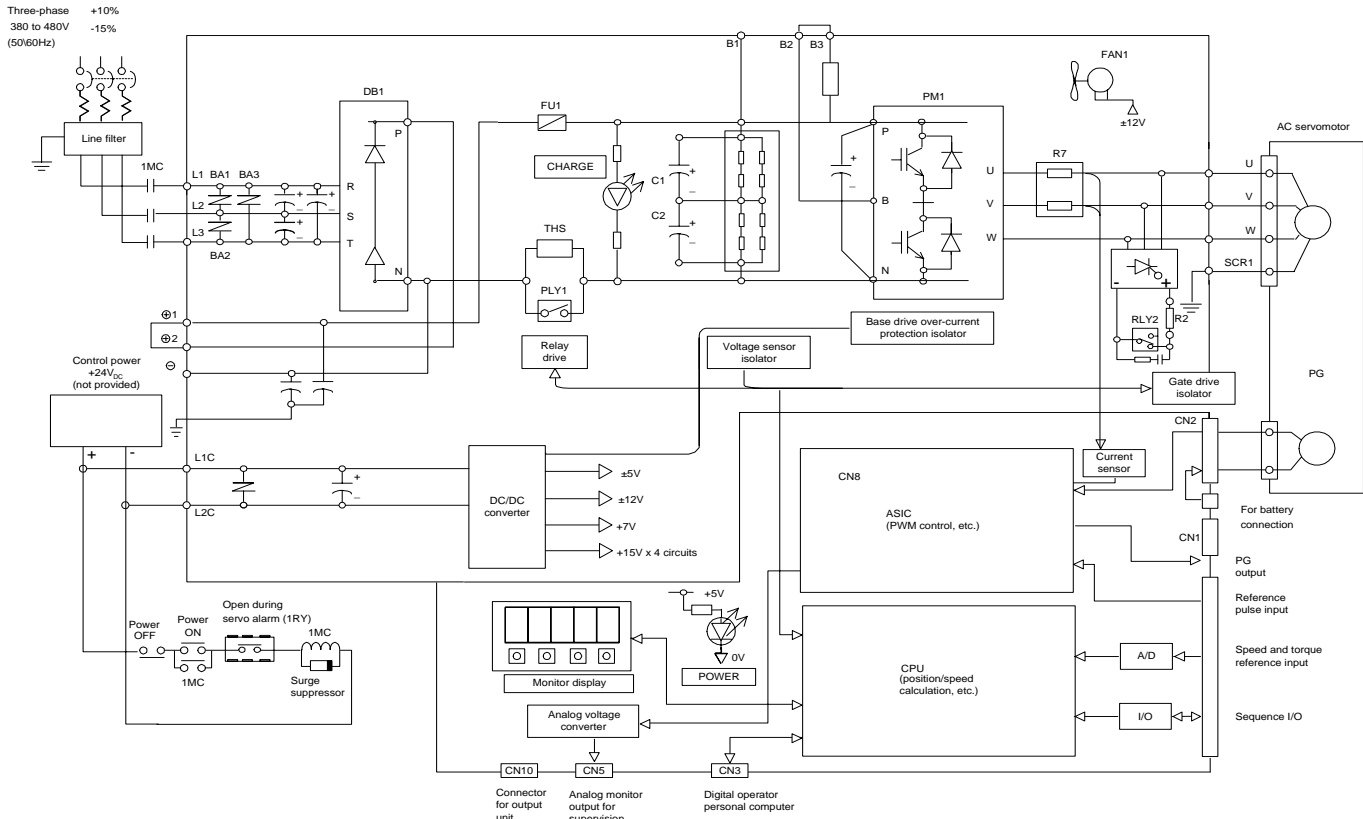 Three-phase +10%
380 to 480V -15%
(50\60Hz)
B1
B2
B3
FAN1
±12V
DB1
FU1
PM1
AC servomotor
Line filter
P
P
1MC
CHARGE
R7
U
U
L1 BA1 BA3
R
C1
+
_
B
V
V
L2
S
C2
+
_
W
W
L3
T
THS
BA2
N
N
SCR1
PLY1
- +
RLY2
R2
⊕1
⊕2
Base drive over-current
protection isolator
Relay
drive
Voltage sensor
isolator
Control power
+24VDC
(not provided)
⊖
PG
Gate drive
isolator
CN2
+ -
L1C
Current
sensor
CN8
±5V
DC/DC
converter
±12V
ASIC
(PWM control, etc.)
For battery
connection
L2C
+7V
CN1
+15V x 4 circuits
PG
output
+5V
Reference
pulse input
Open during
servo alarm (1RY)
Power
OFF
Power
ON
1MC
0V
A/D
Speed and torque
reference input
1MC
Surge
suppressor
Monitor display
POWER
CPU
(position/speed
calculation, etc.)
Analog voltage
converter
I/O
Sequence I/O
CN10
CN5
CN3
Connector
for output
unit
Analog monitor
output for
supervision
Digital operator
personal computer